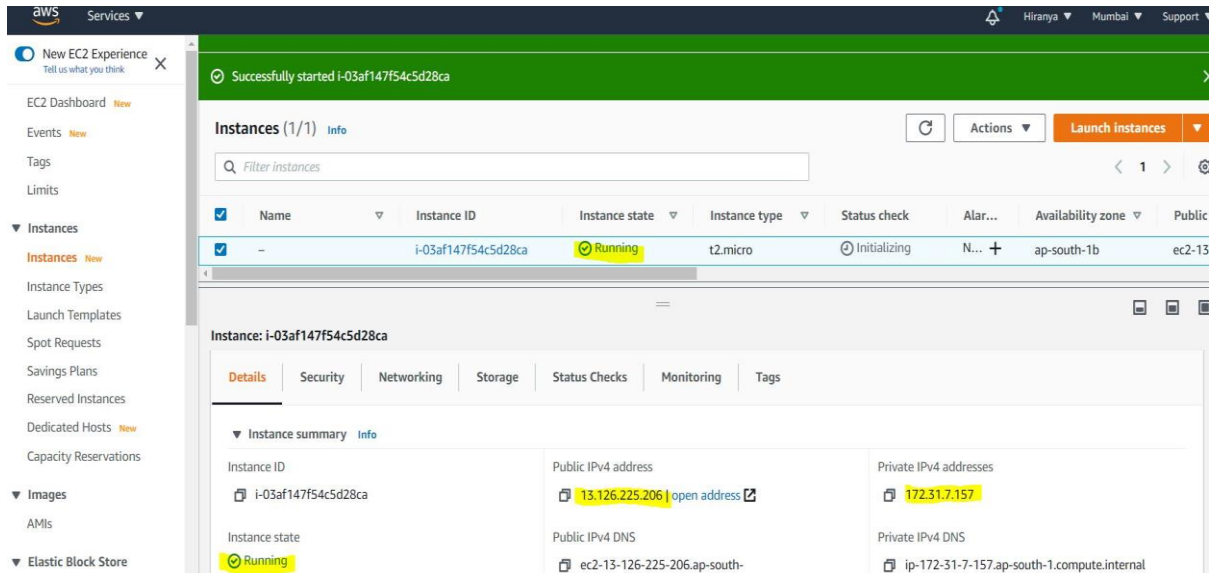 aws Services ▼ Hiranya ▼ Mumbai ▼ Support
New EC2 Experience
Tell us what you think
EC2 Dashboard New
Events New
Tags
Limits
▼ Instances
Instances New
Instance Types
Launch Templates
Spot Requests
Savings Plans
Reserved Instances
Dedicated Hosts New
Capacity Reservations
▼ Images
AMIs
▼ Elastic Block Store
Successfully started i-03af147f54c5d28ca
Instances (1/1) Info
Actions ▼ Launch instances ▼
Filter instances
< 1 >
Name Instance ID Instance state Instance type Status check Alar... Availability zone Public
– i-03af147f54c5d28ca Running t2.micro Initializing N... + ap-south-1b ec2-13
Instance: i-03af147f54c5d28ca
Details Security Networking Storage Status Checks Monitoring Tags
▼ Instance summary Info
Instance ID Public IPv4 address Private IPv4 addresses
i-03af147f54c5d28ca 13.126.225.206 | open address 172.31.7.157
Instance state Public IPv4 DNS Private IPv4 DNS
Running ec2-13-126-225-206.ap-south- ip-172-31-7-157.ap-south-1.compute.internal